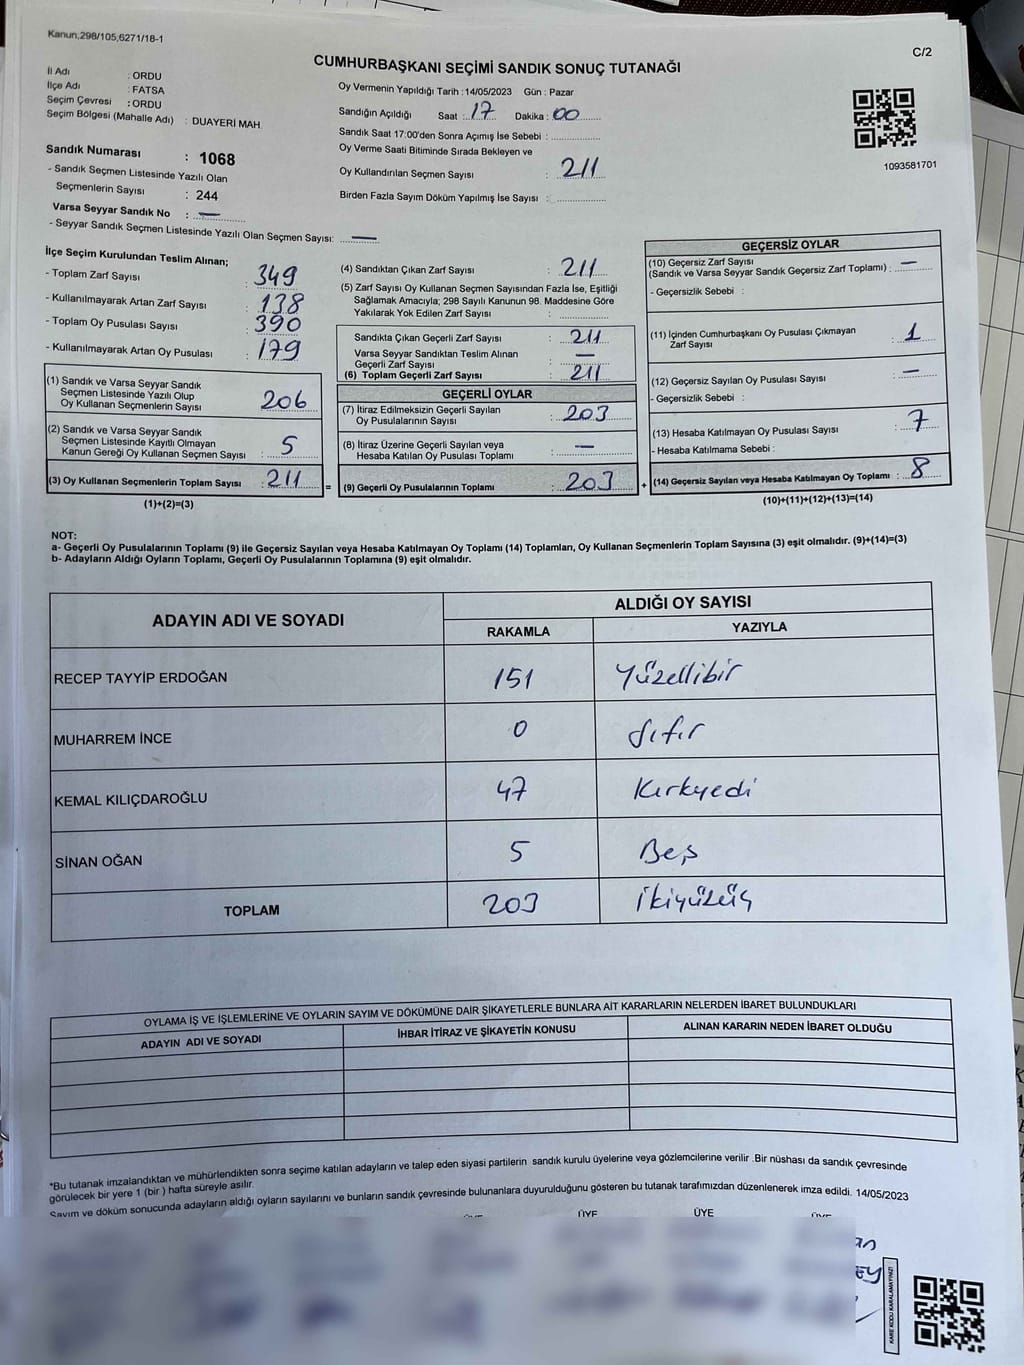 Kanun,298/105,6271/18-1
C/2
CUMHURBAŞKANI SEÇİMİ SANDIK SONUÇ TUTANAĞI
İl Adı : ORDU
İlçe Adı : FATSA
Seçim Çevresi : ORDU
Seçim Bölgesi (Mahalle Adı) : DUAYERİ MAH.
Sandık Numarası : 1068
- Sandık Seçmen Listesinde Yazılı Olan
Seçmenlerin Sayısı : 244
Varsa Seyyar Sandık No : —
- Seyyar Sandık Seçmen Listesinde Yazılı Olan Seçmen Sayısı: —
Oy Vermenin Yapıldığı Tarih : 14/05/2023 Gün : Pazar
Sandığın Açıldığı Saat : 17 Dakika : 00
Sandık Saat 17:00'den Sonra Açımış İse Sebebi :
Oy Verme Saati Bitiminde Sırada Bekleyen ve
Oy Kullandırılan Seçmen Sayısı : 211
Birden Fazla Sayım Döküm Yapılmış İse Sayısı :
1093581701
İlçe Seçim Kurulundan Teslim Alınan;
- Toplam Zarf Sayısı : 349
- Kullanılmayarak Artan Zarf Sayısı : 138
- Toplam Oy Pusulası Sayısı : 390
- Kullanılmayarak Artan Oy Pusulası : 179
(1) Sandık ve Varsa Seyyar Sandık
Seçmen Listesinde Yazılı Olup
Oy Kullanan Seçmenlerin Sayısı : 206
(2) Sandık ve Varsa Seyyar Sandık
Seçmen Listesinde Kayıtlı Olmayan
Kanun Gereği Oy Kullanan Seçmen Sayısı : 5
(3) Oy Kullanan Seçmenlerin Toplam Sayısı : 211 =
(1)+(2)=(3)
(4) Sandıktan Çıkan Zarf Sayısı : 211
(5) Zarf Sayısı Oy Kullanan Seçmen Sayısından Fazla İse, Eşitliği
Sağlamak Amacıyla; 298 Sayılı Kanunun 98. Maddesine Göre
Yakılarak Yok Edilen Zarf Sayısı :
Sandıkta Çıkan Geçerli Zarf Sayısı : 211
Varsa Seyyar Sandıktan Teslim Alınan
Geçerli Zarf Sayısı : —
(6) Toplam Geçerli Zarf Sayısı : 211
GEÇERLİ OYLAR
(7) İtiraz Edilmeksizin Geçerli Sayılan
Oy Pusulalarının Sayısı : 203
(8) İtiraz Üzerine Geçerli Sayılan veya
Hesaba Katılan Oy Pusulası Toplamı : —
(9) Geçerli Oy Pusulalarının Toplamı : 203 +
GEÇERSİZ OYLAR
(10) Geçersiz Zarf Sayısı
(Sandık ve Varsa Seyyar Sandık Geçersiz Zarf Toplamı) : —
- Geçersizlik Sebebi :
(11) İçinden Cumhurbaşkanı Oy Pusulası Çıkmayan
Zarf Sayısı : 1
(12) Geçersiz Sayılan Oy Pusulası Sayısı : —
- Geçersizlik Sebebi :
(13) Hesaba Katılmayan Oy Pusulası Sayısı : 7
- Hesaba Katılmama Sebebi :
(14) Geçersiz Sayılan veya Hesaba Katılmayan Oy Toplamı : 8
(10)+(11)+(12)+(13)=(14)
NOT:
a- Geçerli Oy Pusulalarının Toplamı (9) ile Geçersiz Sayılan veya Hesaba Katılmayan Oy Toplamı (14) Toplamları, Oy Kullanan Seçmenlerin Toplam Sayısına (3) eşit olmalıdır. (9)+(14)=(3)
b- Adayların Aldığı Oyların Toplamı, Geçerli Oy Pusulalarının Toplamına (9) eşit olmalıdır.
ADAYIN ADI VE SOYADI
ALDIĞI OY SAYISI
RAKAMLA YAZIYLA
RECEP TAYYİP ERDOĞAN 151 Yüzellibir
MUHARREM İNCE 0 Sıfır
KEMAL KILIÇDAROĞLU 47 Kırkyedi
SİNAN OĞAN 5 Beş
TOPLAM 203 İkiyüzüç
OYLAMA İŞ VE İŞLEMLERİNE VE OYLARIN SAYIM VE DÖKÜMÜNE DAİR ŞİKAYETLERLE BUNLARA AİT KARARLARIN NELERDEN İBARET BULUNDUKLARI
ADAYIN ADI VE SOYADI İHBAR İTİRAZ VE ŞİKAYETİN KONUSU ALINAN KARARIN NEDEN İBARET OLDUĞU
*Bu tutanak imzalandıktan ve mühürlendikten sonra seçime katılan adayların ve talep eden siyasi partilerin sandık kurulu üyelerine veya gözlemcilerine verilir .Bir nüshası da sandık çevresinde
görülecek bir yere 1 (bir ) hafta süreyle asılır.
Sayım ve döküm sonucunda adayların aldığı oyların sayılarını ve bunların sandık çevresinde bulunanlara duyurulduğunu gösteren bu tutanak tarafımızdan düzenlenerek imza edildi. 14/05/2023
ÜYE ÜYE ÜYE ÜYE
KARE KODU KARALAMAYINIZ!